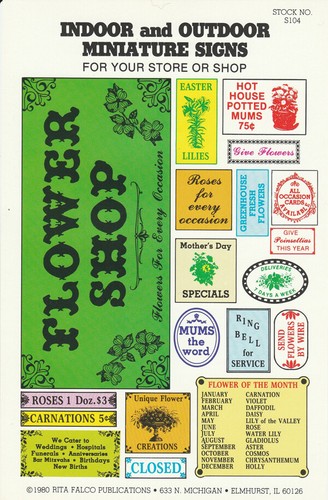 STOCK NO.
S104
INDOOR and OUTDOOR
MINIATURE SIGNS
FOR YOUR STORE OR SHOP
FLOWER
SHOP
Flowers For Every Occasion
EASTER
LILIES
HOT
HOUSE
POTTED
MUMS
75¢
Give Flowers
Roses
for
every
occasion
GREENHOUSE
FRESH
FLOWERS
ALL
OCCASION
CARDS
AVAILABLE
GIVE
Poinsettias
THIS YEAR
Mother's Day
SPECIALS
DELIVERIES
DAYS A WEEK
MUMS
the
word
RING
BELL
for
SERVICE
SEND
FLOWERS
BY WIRE
ROSES 1 Doz. $3
CARNATIONS 5¢
We Cater to
Weddings • Hospitals
Funerals • Anniversaries
Bar Mitzvahs • Birthdays
New Births
Unique Flower
CREATIONS
CLOSED
FLOWER OF THE MONTH
JANUARY CARNATION
FEBRUARY VIOLET
MARCH DAFFODIL
APRIL DAISY
MAY LILY of the VALLEY
JUNE ROSE
JULY WATER LILY
AUGUST GLADIOLUS
SEPTEMBER ASTER
OCTOBER COSMOS
NOVEMBER CHRYSANTHEMUM
DECEMBER HOLLY
©1980 RITA FALCO PUBLICATIONS • 633 N. MICHIGAN • ELMHURST, IL 60126